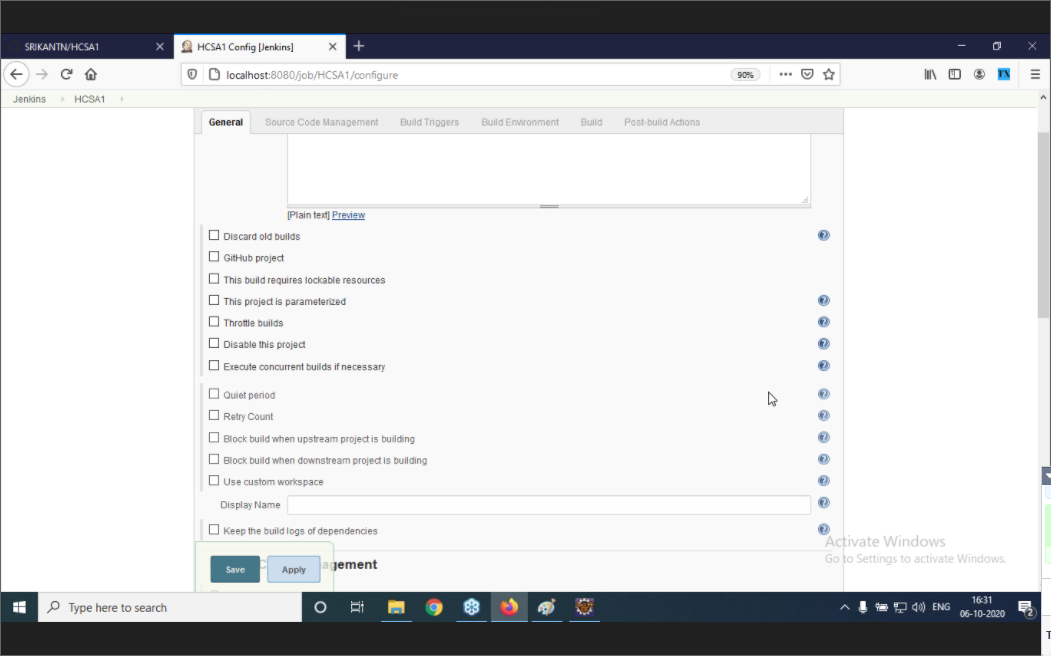 SRIKANTN/HCSA1
HCSA1 Config [Jenkins]
localhost:8080/job/HCSA1/configure
90%
Jenkins
HCSA1
General
Source Code Management
Build Triggers
Build Environment
Build
Post-build Actions
[Plain text] Preview
Discard old builds
GitHub project
This build requires lockable resources
This project is parameterized
Throttle builds
Disable this project
Execute concurrent builds if necessary
Quiet period
Retry Count
Block build when upstream project is building
Block build when downstream project is building
Use custom workspace
Display Name
Keep the build logs of dependencies
Activate Windows
Go to Settings to activate Windows.
Save
Apply
gement
Type here to search
ENG
16:31
06-10-2020
2